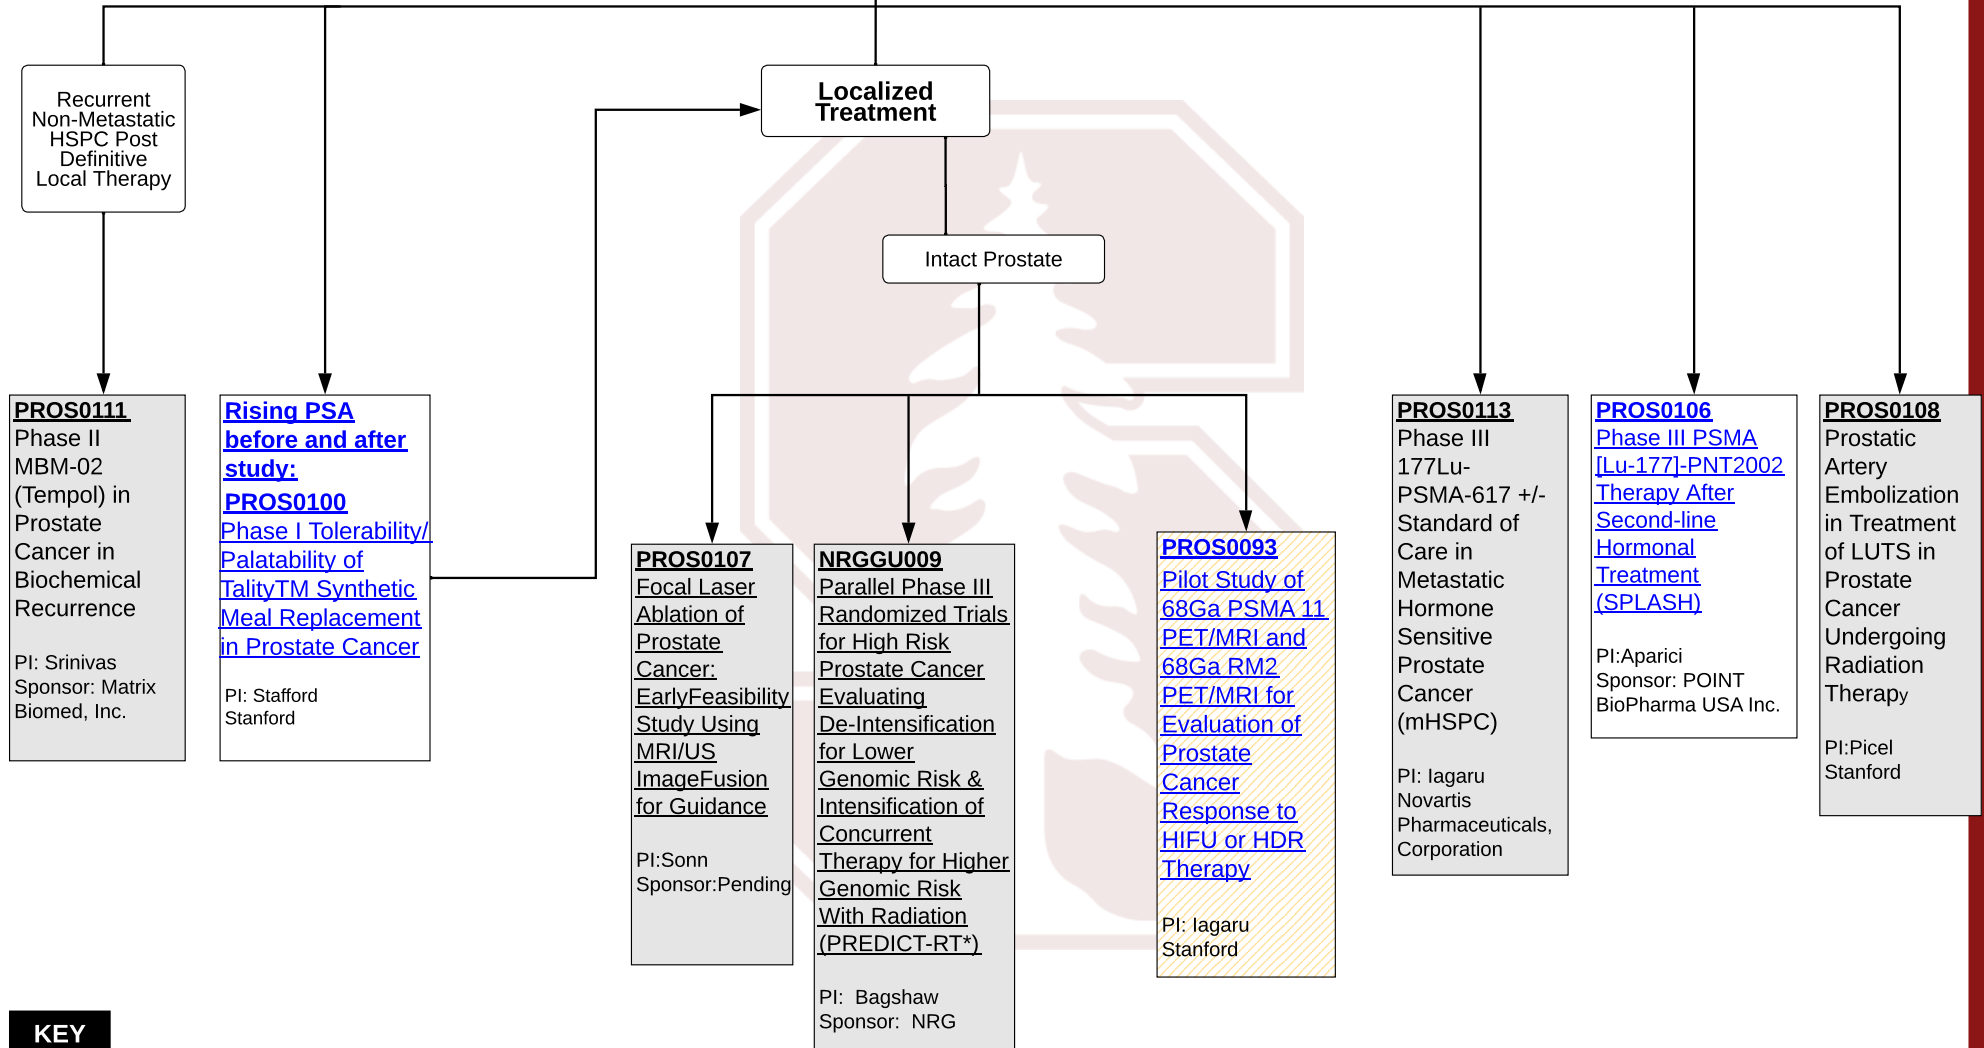 Recurrent
Non-Metastatic
HSPC Post
Definitive
Local Therapy
Localized
Treatment
Intact Prostate
PROS0111
Phase II
MBM-02
(Tempol) in
Prostate
Cancer in
Biochemical
Recurrence
PI: Srinivas
Sponsor: Matrix
Biomed, Inc.
Rising PSA
before and after
study:
PROS0100
Phase I Tolerability/
Palatability of
TalityTM Synthetic
Meal Replacement
in Prostate Cancer
PI: Stafford
Stanford
PROS0107
Focal Laser
Ablation of
Prostate
Cancer:
EarlyFeasibility
Study Using
MRI/US
ImageFusion
for Guidance
PI:Sonn
Sponsor:Pending
NRGGU009
Parallel Phase III
Randomized Trials
for High Risk
Prostate Cancer
Evaluating
De-Intensification
for Lower
Genomic Risk &
Intensification of
Concurrent
Therapy for Higher
Genomic Risk
With Radiation
(PREDICT-RT*)
PI:  Bagshaw
Sponsor:  NRG
PROS0093
Pilot Study of
68Ga PSMA 11
PET/MRI and
68Ga RM2
PET/MRI for
Evaluation of
Prostate
Cancer
Response to
HIFU or HDR
Therapy
PI: Iagaru
Stanford
PROS0113
Phase III
177Lu-
PSMA-617 +/-
Standard of
Care in
Metastatic
Hormone
Sensitive
Prostate
Cancer
(mHSPC)
PI: Iagaru
Novartis
Pharmaceuticals,
Corporation
PROS0106
Phase III PSMA
[Lu-177]-PNT2002
Therapy After
Second-line
Hormonal
Treatment
(SPLASH)
PI:Aparici
Sponsor: POINT
BioPharma USA Inc.
PROS0108
Prostatic
Artery
Embolization
in Treatment
of LUTS in
Prostate
Cancer
Undergoing
Radiation
Therapy
PI:Picel
Stanford
KEY